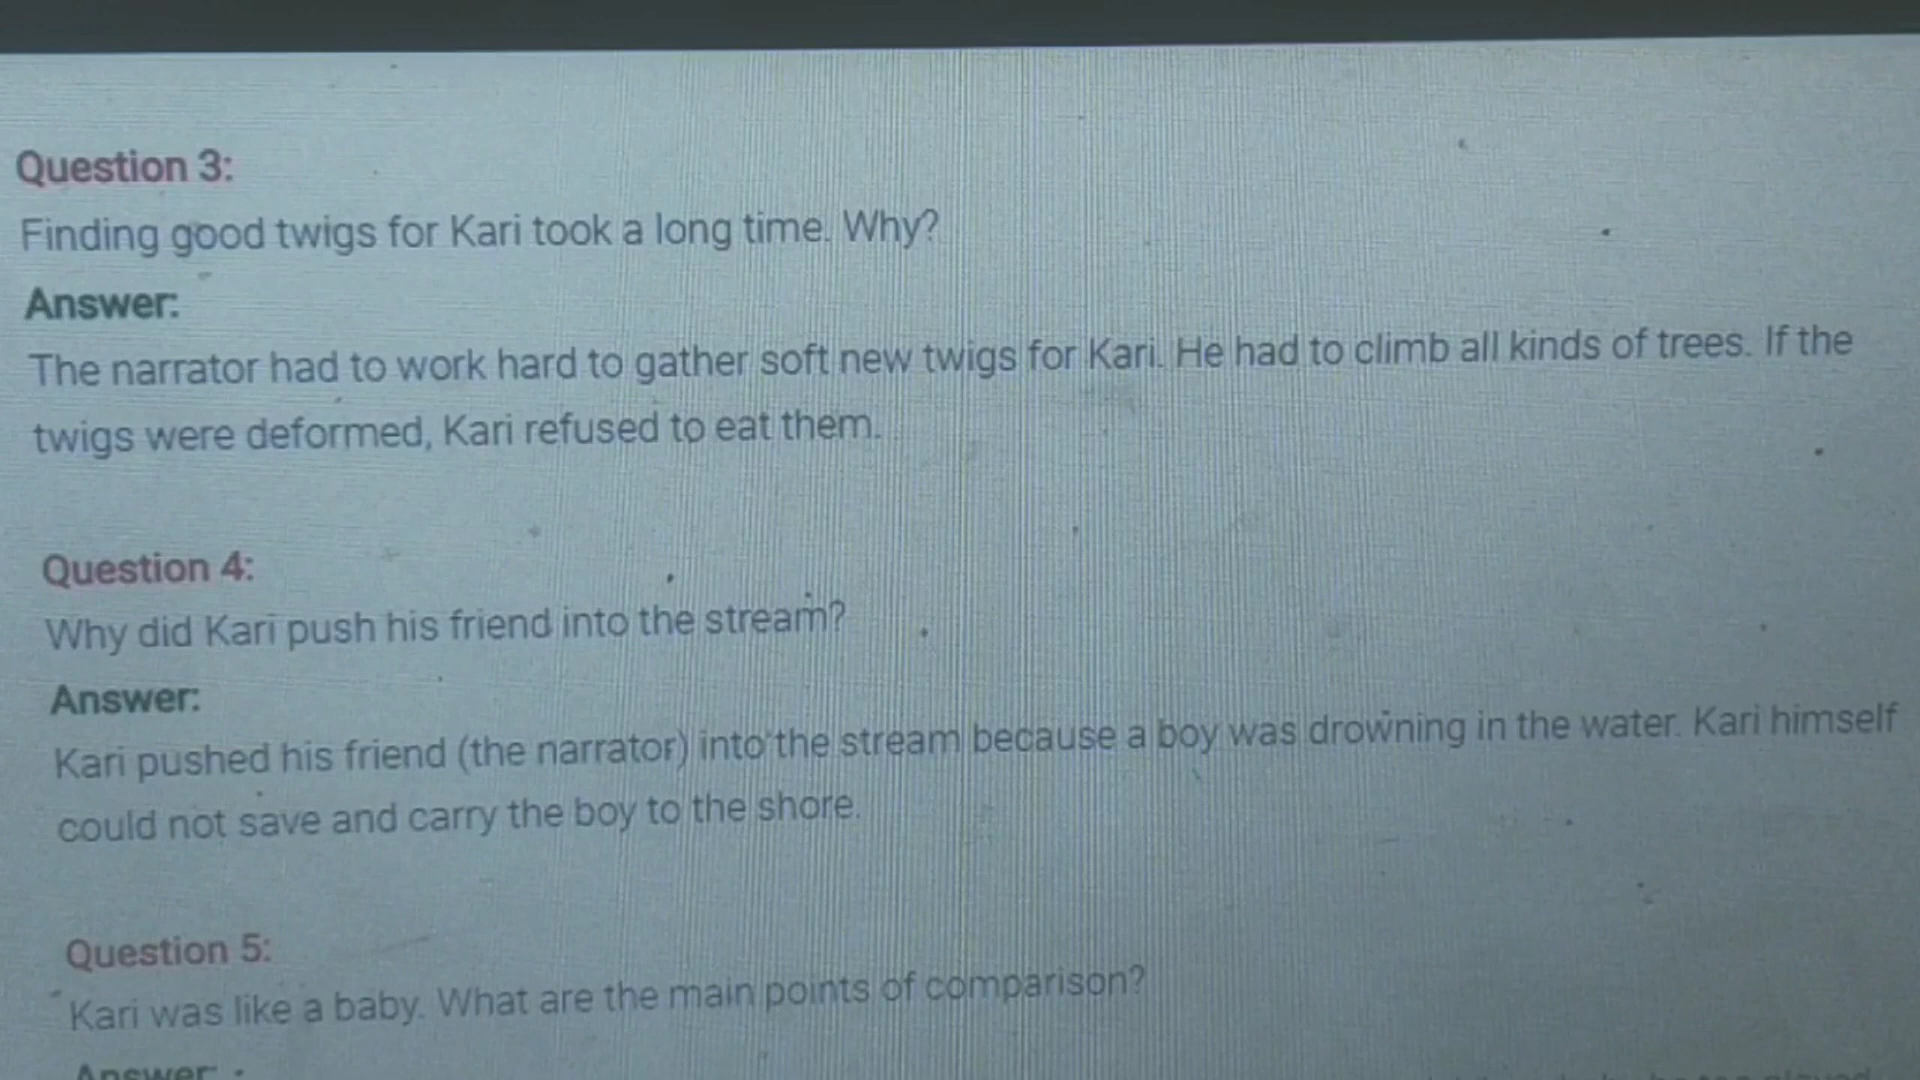 Question 3:
Finding good twigs for Kari took a long time. Why?
Answer:
The narrator had to work hard to gather soft new twigs for Kari. He had to climb all kinds of trees. If the
twigs were deformed, Kari refused to eat them.
Question 4:
Why did Kari push his friend into the stream?
Answer:
Kari pushed his friend (the narrator) into the stream because a boy was drowning in the water. Kari himself
could not save and carry the boy to the shore.
Question 5:
Kari was like a baby. What are the main points of comparison?
Answer: